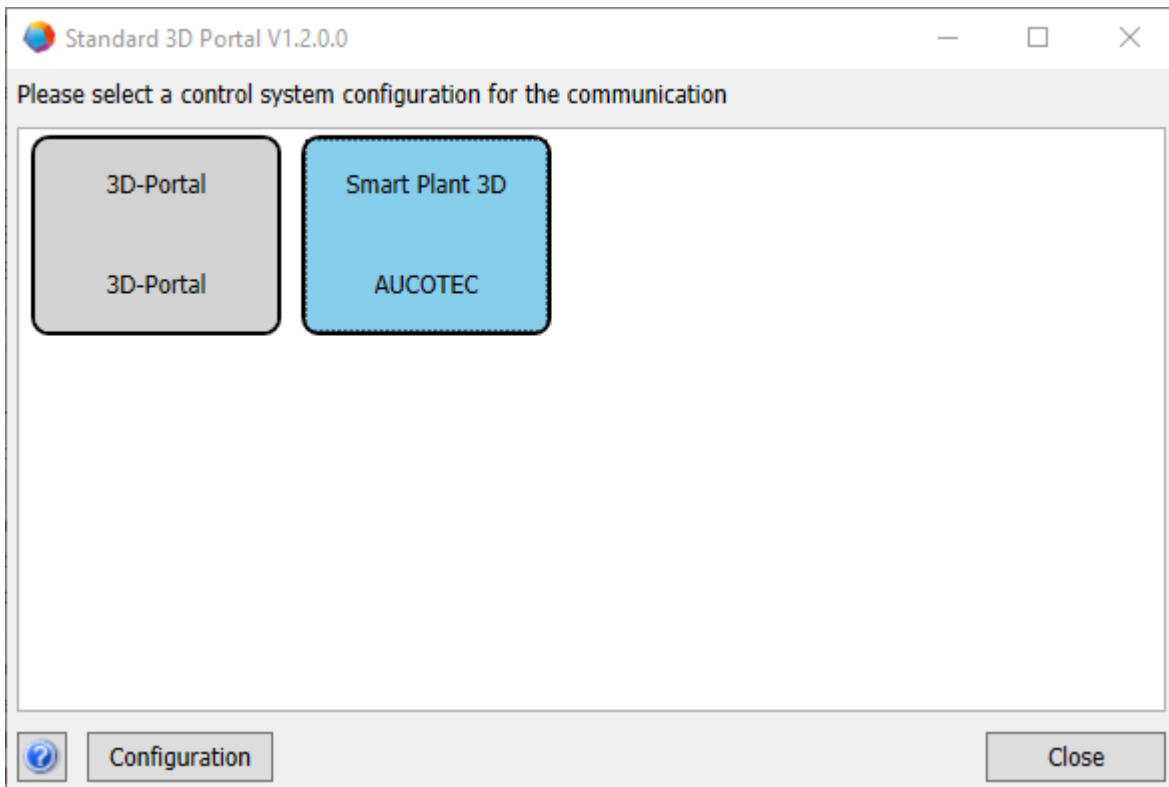 Standard 3D Portal V1.2.0.0
Please select a control system configuration for the communication
3D-Portal
3D-Portal
Smart Plant 3D
AUCOTEC
?
Configuration
Close